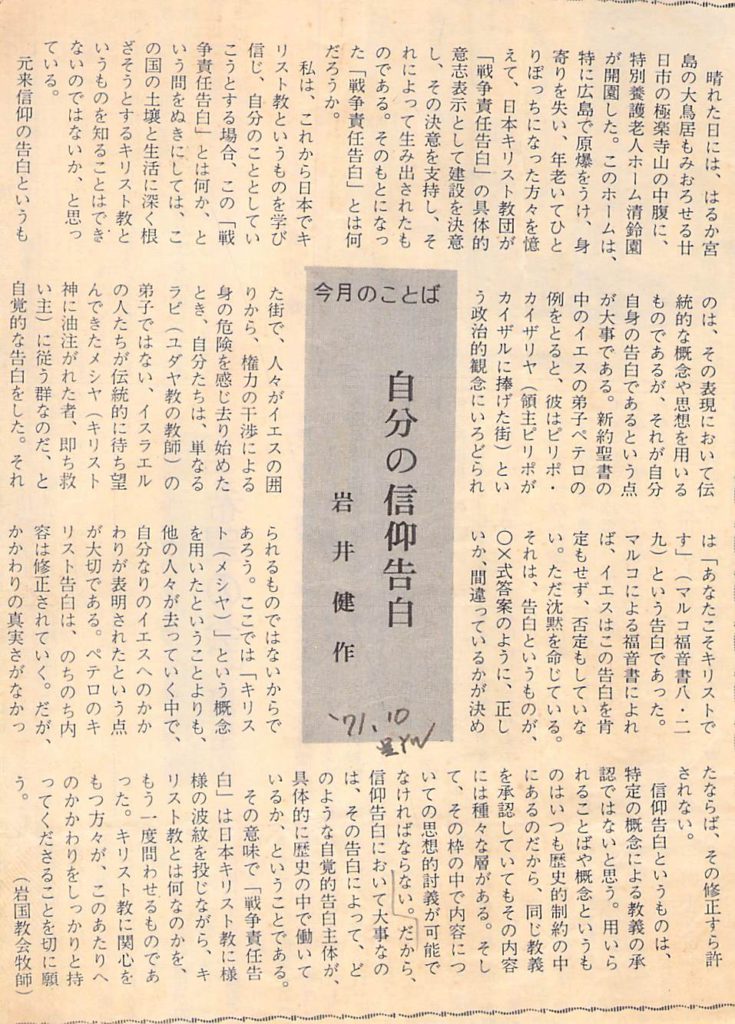 今月のことば
自分の信仰告白
岩井健作
'71.10
晴れた日には、はるか宮
島の大鳥居もみおろせる廿
日市の極楽寺山の中腹に、
特別養護老人ホーム清鈴園
が開園した。このホームは、
特に広島で原爆をうけ、身
寄りを失い、年老いてひと
りぽっちになった方々を憶
えて、日本キリスト教団が
「戦争責任告白」の具体的
意志表示として建設を決意
し、その決意を支持し、そ
れによって生み出されたも
のである。そのもとになっ
た「戦争責任告白」とは何
だろうか。
私は、これから日本でキ
リスト教というものを学び
信じ、自分のこととしてい
こうとする場合、この「戦
争責任告白」とは何か、と
いう問をぬきにしては、こ
の国の土壌と生活に深く根
ざそうとするキリスト教と
いうものを知ることはでき
ないのではないか、と思っ
ている。
元来信仰の告白というも
のは、その表現において伝
統的な概念や思想を用いる
ものであるが、それが自分
自身の告白であるという点
が大事である。新約聖書の
中のイエスの弟子ペテロの
例をとると、彼はピリポ・
カイザリヤ（領主ピリポが
カイザルに捧げた街）とい
う政治的観念にいろどられ
た街で、人々がイエスの囲
りから、権力の干渉による
身の危険を感じ去り始めた
とき、自分たちは、単なる
ラビ（ユダヤ教の教師）の
弟子ではない、イスラエル
の人たちが伝統的に待ち望
んできたメシヤ（キリスト
神に油注がれた者、即ち救
い主）に従う群なのだ、と
自覚的な告白をした。それ
は「あなたこそキリストで
す」（マルコ福音書八・二
九）という告白であった。
マルコによる福音書によれ
ば、イエスはこの告白を肯
定もせず、否定もしていな
い。ただ沈黙を命じている。
それは、告白というものが、
〇×式答案のように、正し
いか、間違っているかが決め
られるものではないからで
あろう。ここでは「キリス
ト（メシヤ）」という概念
を用いたということよりも、
他の人々が去っていく中で、
自分なりのイエスへのかか
わりが表明されたという点
が大切である。ペテロのキ
リスト告白は、のちのち内
容は修正されていく。だが、
かかわりの真実さがなかっ
たならば、その修正すら許
されない。
信仰告白というものは、
特定の概念による教義の承
認ではないと思う。用いら
れることばや概念というも
のはいつも歴史的制約の中
にあるのだから、同じ教義
を承認していてもその内容
には種々な層がある。そし
て、その枠の中で内容につ
いての思想的討議が可能で
なければならない。だから、
信仰告白において大事なの
は、その告白によって、ど
のような自覚的告白主体が、
具体的に歴史の中で働いて
いるか、ということである。
その意味で「戦争責任告
白」は日本キリスト教に様
様の波紋を投じながら、キ
リスト教とは何なのかを、
もう一度問わせるものであ
った。キリスト教に関心を
もつ方々が、このあたりへ
のかかわりをしっかりと持
ってくださることを切に願
う。
（岩国教会牧師）